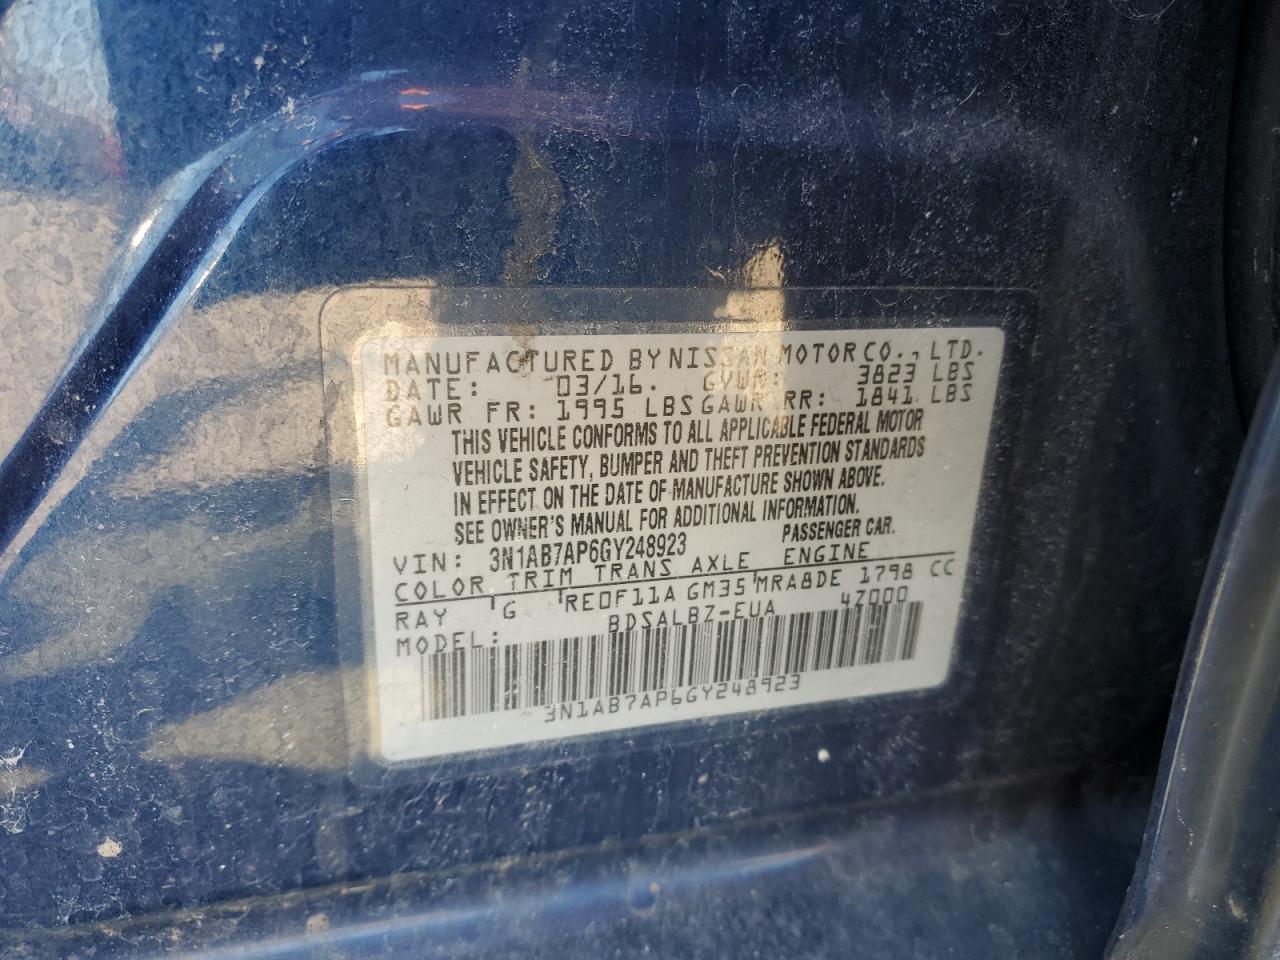 MANUFACTURED BY NISSAN MOTOR CO., LTD.
DATE: 03/16. GVWR: 3823 LBS
GAWR FR: 1995 LBS GAWR RR: 1841 LBS
THIS VEHICLE CONFORMS TO ALL APPLICABLE FEDERAL MOTOR
VEHICLE SAFETY, BUMPER AND THEFT PREVENTION STANDARDS
IN EFFECT ON THE DATE OF MANUFACTURE SHOWN ABOVE.
SEE OWNER'S MANUAL FOR ADDITIONAL INFORMATION.
VIN: 3N1AB7AP6GY248923 PASSENGER CAR.
COLOR TRIM TRANS AXLE ENGINE
RAY G RE0F11A GM35 MRA8DE 1798 CC
MODEL: BDSALBZ-EUA 4Z000
3N1AB7AP6GY248923